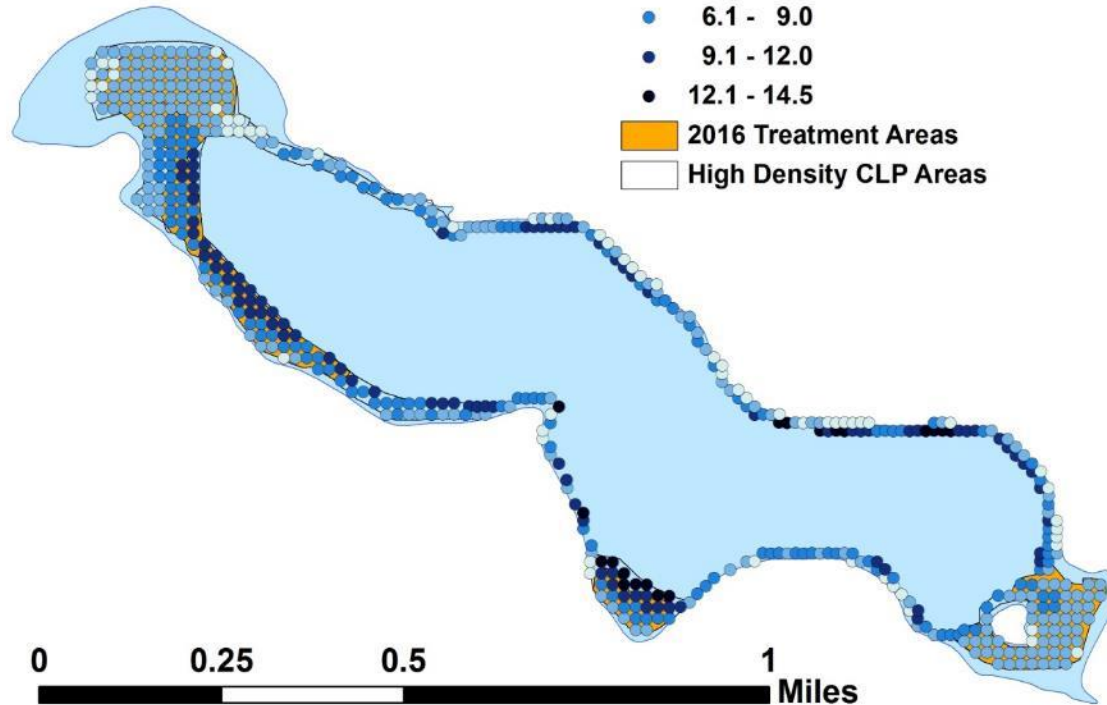 6.1 - 9.0
9.1 - 12.0
12.1 - 14.5
2016 Treatment Areas
High Density CLP Areas
0 0.25 0.5 1
Miles